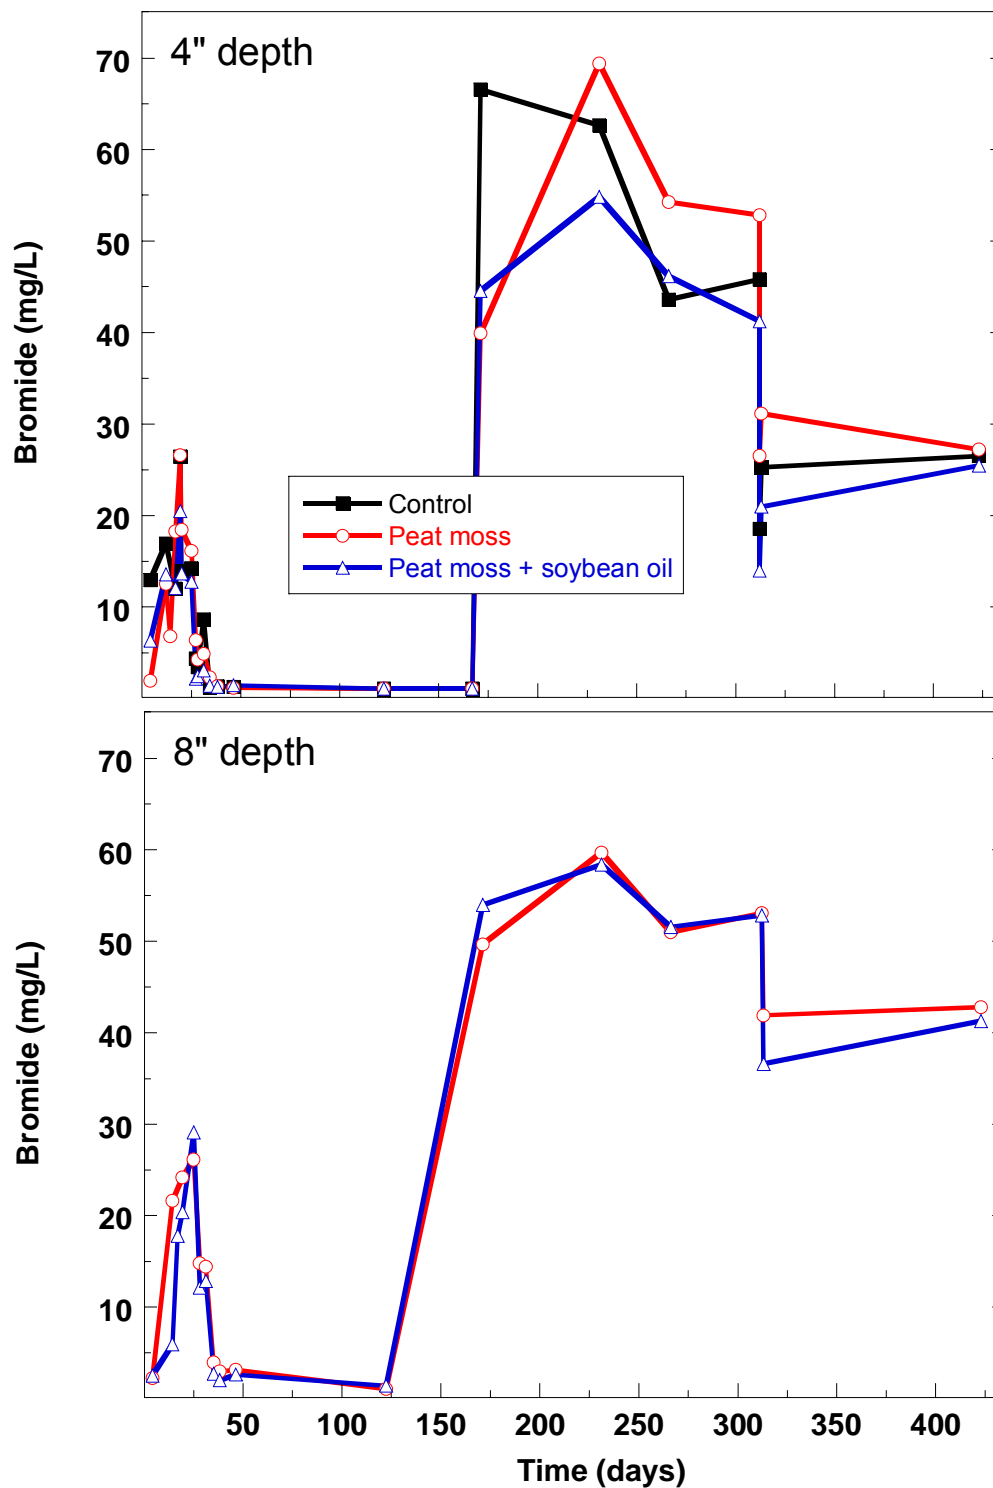 4" depth
70
60
50
40
30
20
10
Bromide (mg/L)
Control
Peat moss
Peat moss + soybean oil
8" depth
70
60
50
40
30
20
10
Bromide (mg/L)
50 100 150 200 250 300 350 400
Time (days)